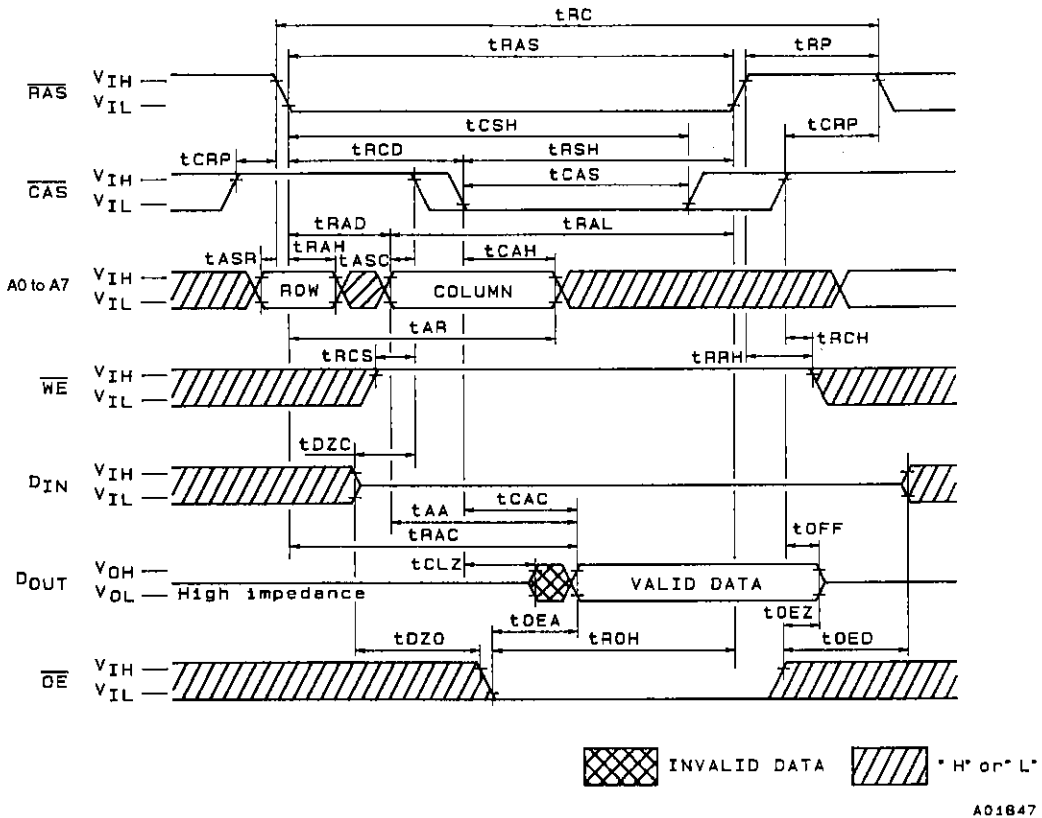 tRC
tRAS tRP
RAS VIH
VIL
tCSH tCRP
tCRP tRCD tRSH
CAS VIH tCAS
VIL
tRAD tRAL
tASR tRAH tASC tCAH
A0 to A7 VIH ROW COLUMN
VIL
tAR
tRCS tRRH tRCH
WE VIH
VIL
tDZC
DIN VIH
VIL
tCAC
tAA
tRAC tOFF
tCLZ
DOUT VOH VALID DATA
VOL High impedance
tOEA tOEZ
tDZO tROH tOED
OE VIH
VIL
INVALID DATA "H" or "L"
A01847